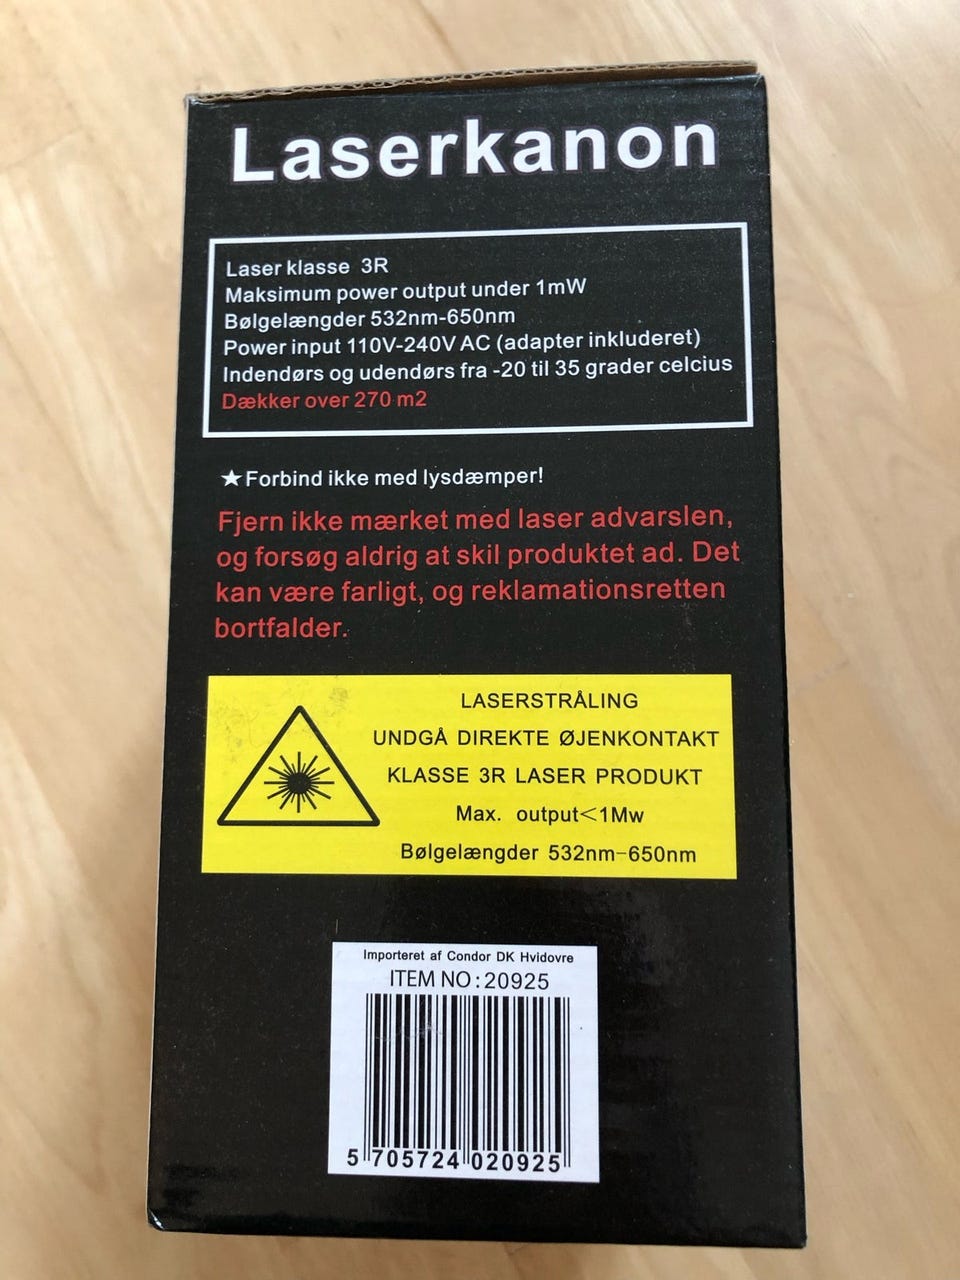 Laserkanon
Laser klasse 3R
Maksimum power output under 1mW
Bølgelængder 532nm-650nm
Power input 110V-240V AC (adapter inkluderet)
Indendørs og udendørs fra -20 til 35 grader celcius
Dækker over 270 m2
★Forbind ikke med lysdæmper!
Fjern ikke mærket med laser advarslen,
og forsøg aldrig at skil produktet ad. Det
kan være farligt, og reklamationsretten
bortfalder.
LASERSTRÅLING
UNDGÅ DIREKTE ØJENKONTAKT
KLASSE 3R LASER PRODUKT
Max. output<1Mw
Bølgelængder 532nm-650nm
Importeret af Condor DK Hvidovre
ITEM NO:20925
5 705724 020925